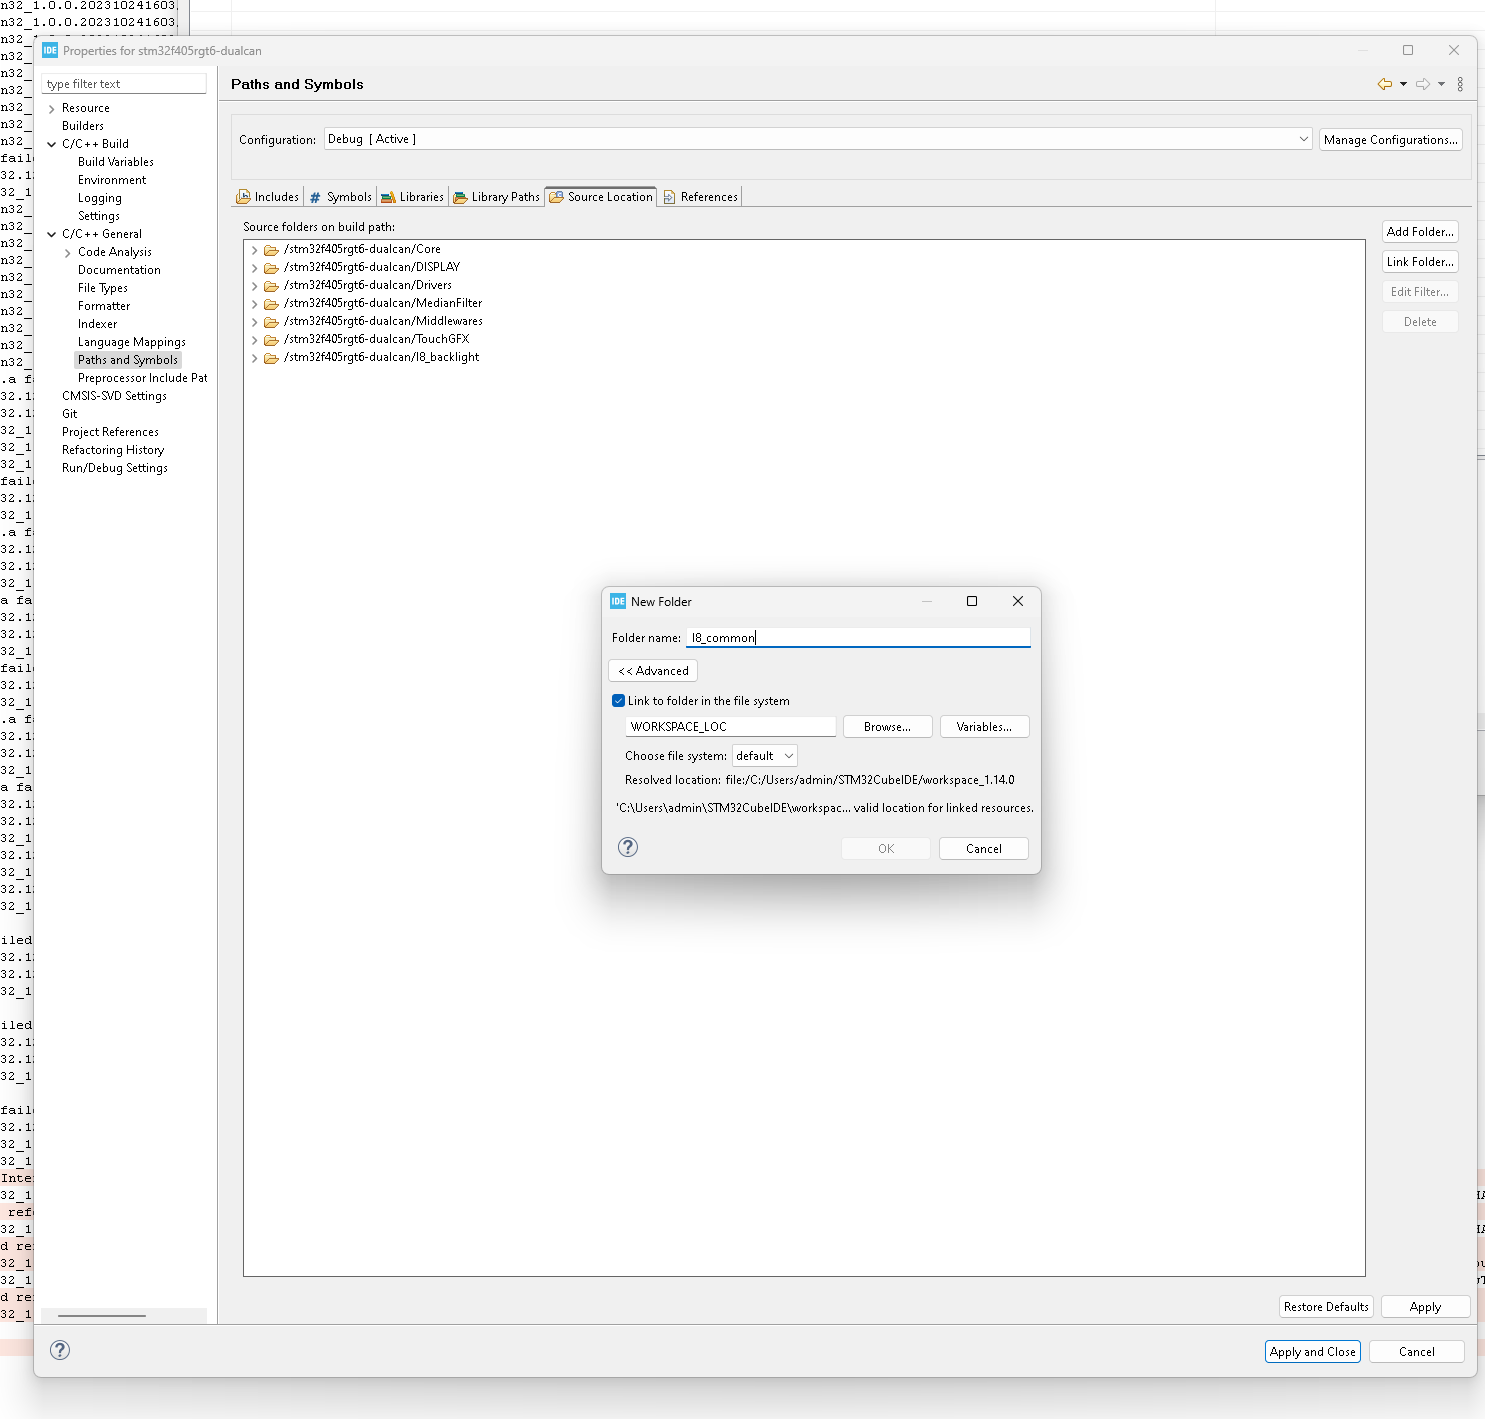 n32_1.0.0.202310241603.
n32_1.0.0.202310241603.
Properties for stm32f405rgt6-dualcan
type filter text
Resource
Builders
C/C++ Build
Build Variables
Environment
Logging
Settings
C/C++ General
Code Analysis
Documentation
File Types
Formatter
Indexer
Language Mappings
Paths and Symbols
Preprocessor Include Pat
CMSIS-SVD Settings
Git
Project References
Refactoring History
Run/Debug Settings
Paths and Symbols
Configuration: Debug [ Active ] Manage Configurations...
Includes # Symbols Libraries Library Paths Source Location References
Source folders on build path:
/stm32f405rgt6-dualcan/Core
/stm32f405rgt6-dualcan/DISPLAY
/stm32f405rgt6-dualcan/Drivers
/stm32f405rgt6-dualcan/MedianFilter
/stm32f405rgt6-dualcan/Middlewares
/stm32f405rgt6-dualcan/TouchGFX
/stm32f405rgt6-dualcan/I8_backlight
Add Folder...
Link Folder...
Edit Filter...
Delete
IDE New Folder
Folder name: I8_common
<< Advanced
Link to folder in the file system
WORKSPACE_LOC Browse... Variables...
Choose file system: default
Resolved location: file:/C:/Users/admin/STM32CubeIDE/workspace_1.14.0
'C:\Users\admin\STM32CubeIDE\workspac... valid location for linked resources.
OK Cancel
Restore Defaults Apply
Apply and Close Cancel